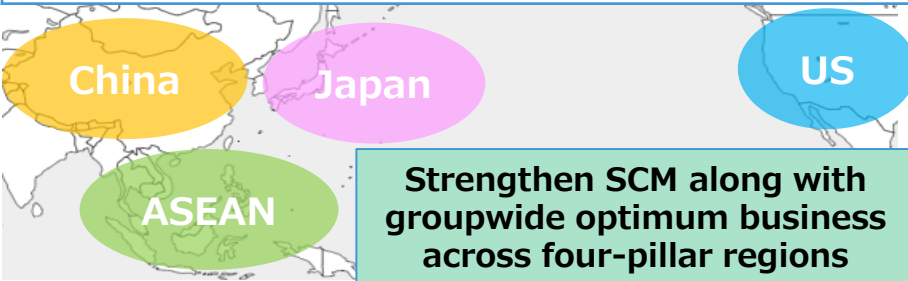 China
Japan
US
ASEAN
Strengthen SCM along with
groupwide optimum business
across four-pillar regions